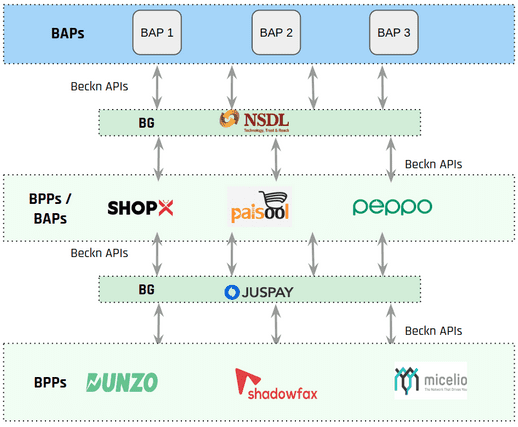 BAPs
BAP 1
BAP 2
BAP 3
Beckn APIs
BG
NSDL
Technology, Trust & Reach
Beckn APIs
BPPs /
BAPs
SHOPX
paisool
peppo
Beckn APIs
BG
JUSPAY
Beckn APIs
BPPs
DUNZO
shadowfax
micelio